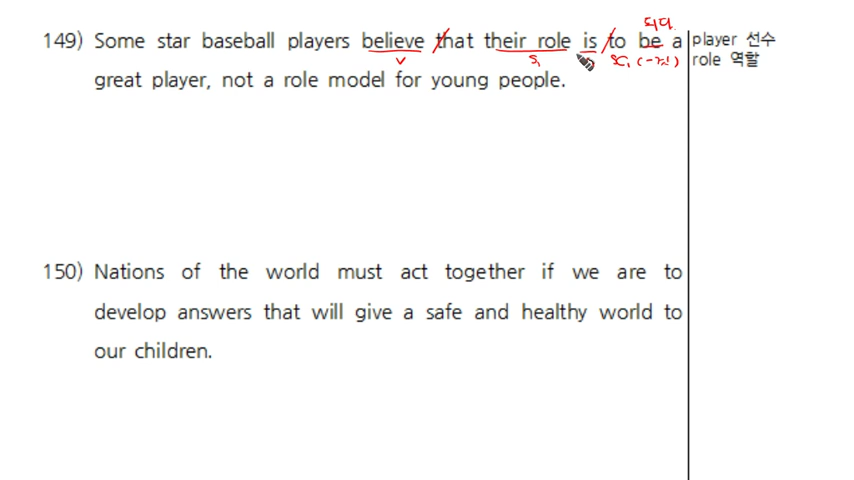 되다
149) Some star baseball players believe that their role is to be a player 선수
v s, sc, (-것) role 역할
great player, not a role model for young people.
150) Nations of the world must act together if we are to
develop answers that will give a safe and healthy world to
our children.